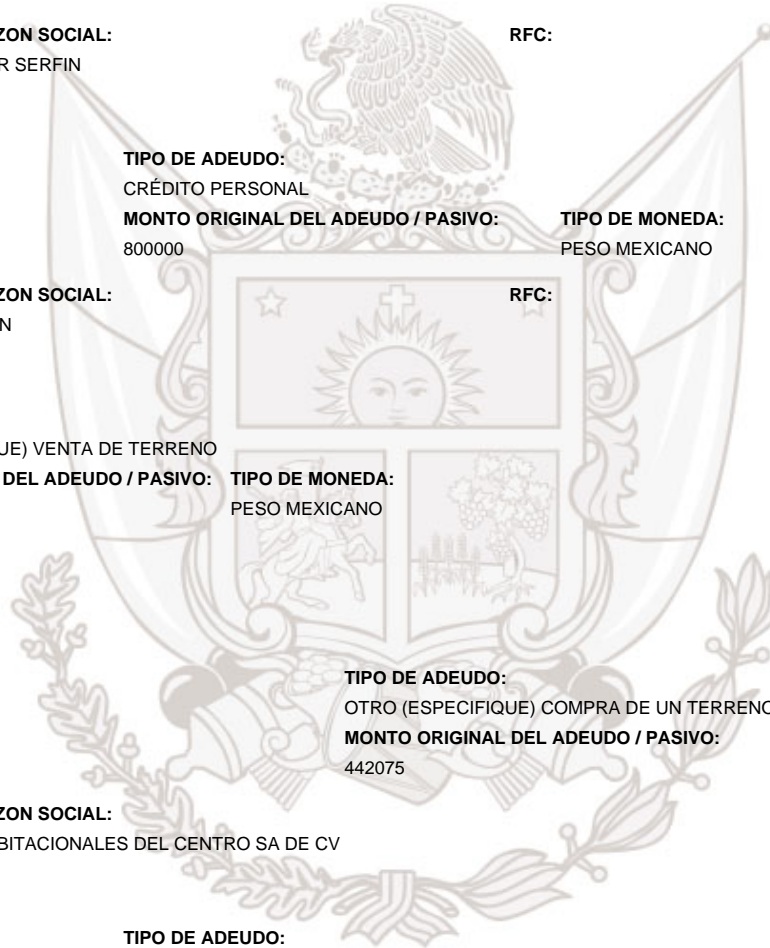 ZON SOCIAL: RFC:
R SERFIN
TIPO DE ADEUDO:
CRÉDITO PERSONAL
MONTO ORIGINAL DEL ADEUDO / PASIVO: TIPO DE MONEDA:
800000 PESO MEXICANO
ZON SOCIAL: RFC:
N
UE) VENTA DE TERRENO
DEL ADEUDO / PASIVO: TIPO DE MONEDA:
PESO MEXICANO
TIPO DE ADEUDO:
OTRO (ESPECIFIQUE) COMPRA DE UN TERRENO
MONTO ORIGINAL DEL ADEUDO / PASIVO:
442075
ZON SOCIAL:
BITACIONALES DEL CENTRO SA DE CV
TIPO DE ADEUDO: